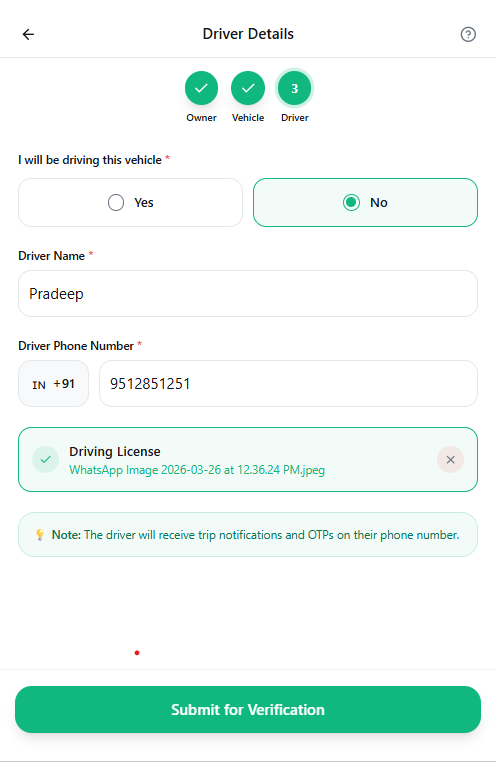 Driver Details
3
Owner
Vehicle
Driver
I will be driving this vehicle *
Yes
No
Driver Name *
Pradeep
Driver Phone Number *
IN +91
9512851251
Driving License
WhatsApp Image 2026-03-26 at 12.36.24 PM.jpeg
Note: The driver will receive trip notifications and OTPs on their phone number.
Submit for Verification